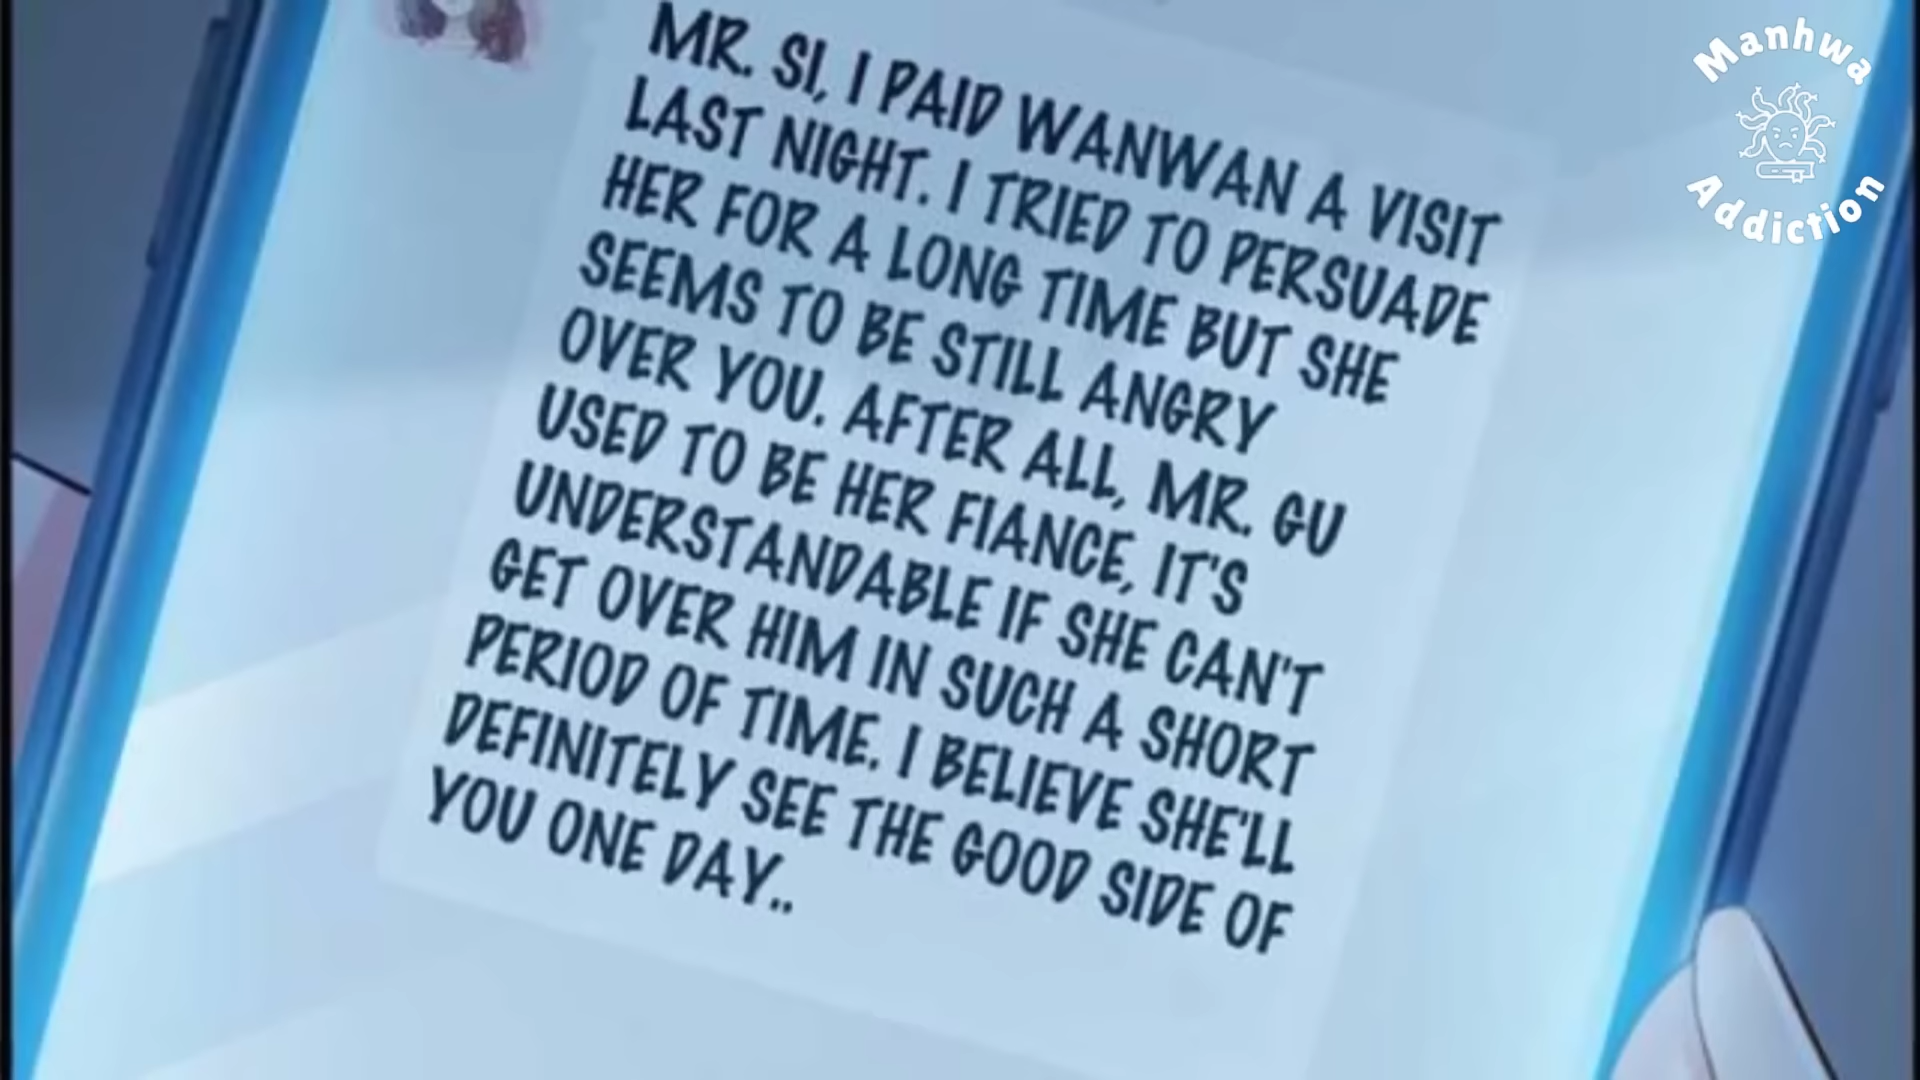 MR. SI, I PAID WANWAN A VISIT
LAST NIGHT. I TRIED TO PERSUADE
HER FOR A LONG TIME BUT SHE
SEEMS TO BE STILL ANGRY
OVER YOU. AFTER ALL, MR. GU
USED TO BE HER FIANCE, IT'S
UNDERSTANDABLE IF SHE CAN'T
GET OVER HIM IN SUCH A SHORT
PERIOD OF TIME. I BELIEVE SHE'LL
DEFINITELY SEE THE GOOD SIDE OF
YOU ONE DAY..
Manhwa
Addiction